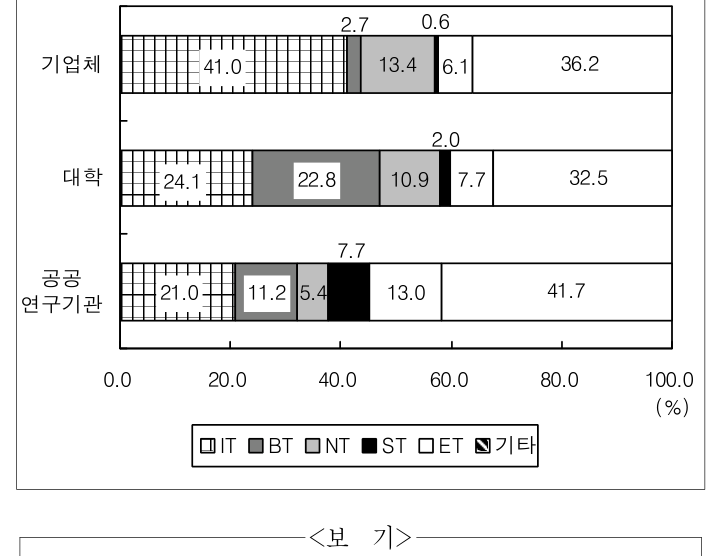 2.7 0.6
기업체 41.0 13.4 6.1 36.2
2.0
대학 24.1 22.8 10.9 7.7 32.5
7.7
공공
연구기관 21.0 11.2 5.4 13.0 41.7
0.0 20.0 40.0 60.0 80.0 100.0
(%)
IT BT NT ST ET 기타
<보 기>